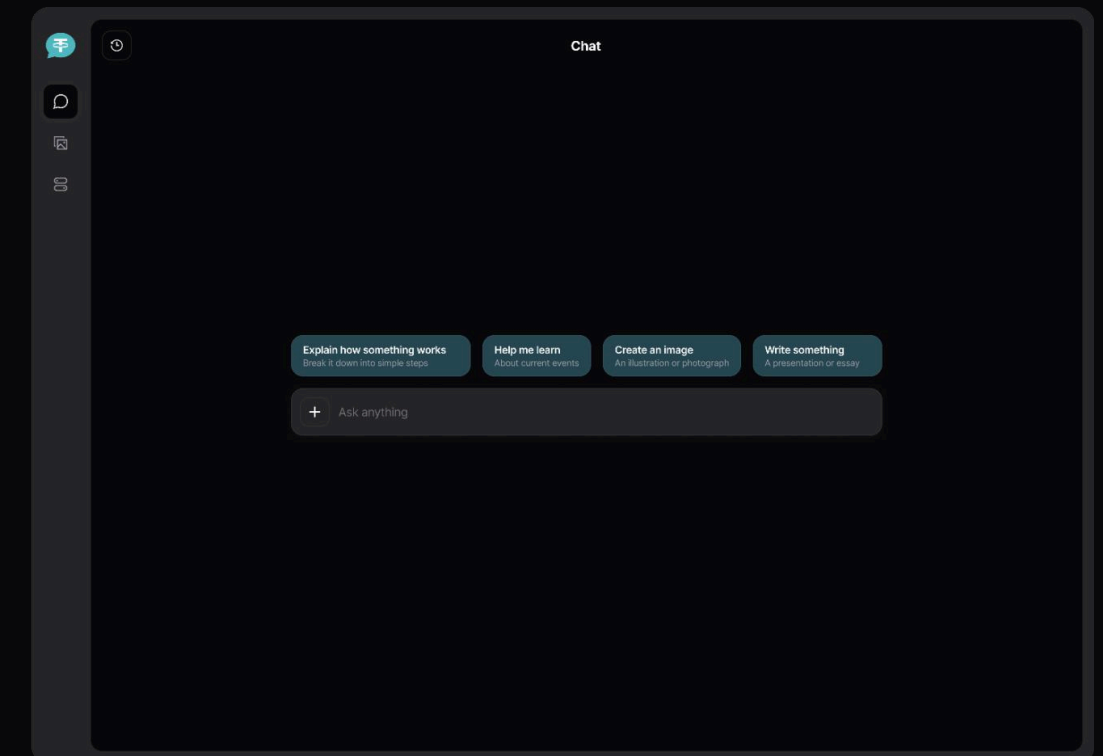 Chat
Explain how something works
Break it down into simple steps
Help me learn
About current events
Create an image
An illustration or photograph
Write something
A presentation or essay
Ask anything